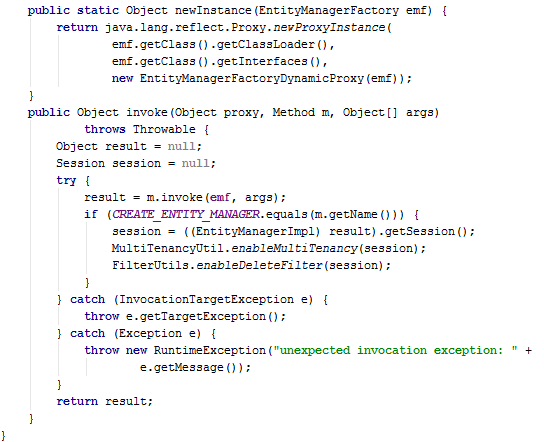 public static Object newInstance(EntityManagerFactory emf) {
return java.lang.reflect.Proxy.newProxyInstance(
emf.getClass().getClassLoader(),
emf.getClass().getInterfaces(),
new EntityManagerFactoryDynamicProxy(emf));
}
public Object invoke(Object proxy, Method m, Object[] args)
throws Throwable {
Object result = null;
Session session = null;
try {
result = m.invoke(emf, args);
if (CREATE_ENTITY_MANAGER.equals(m.getName())) {
session = ((EntityManagerImpl) result).getSession();
MultiTenancyUtil.enableMultiTenancy(session);
FilterUtils.enableDeleteFilter(session);
}
} catch (InvocationTargetException e) {
throw e.getTargetException();
} catch (Exception e) {
throw new RuntimeException("unexpected invocation exception: " +
e.getMessage());
}
return result;
}
}